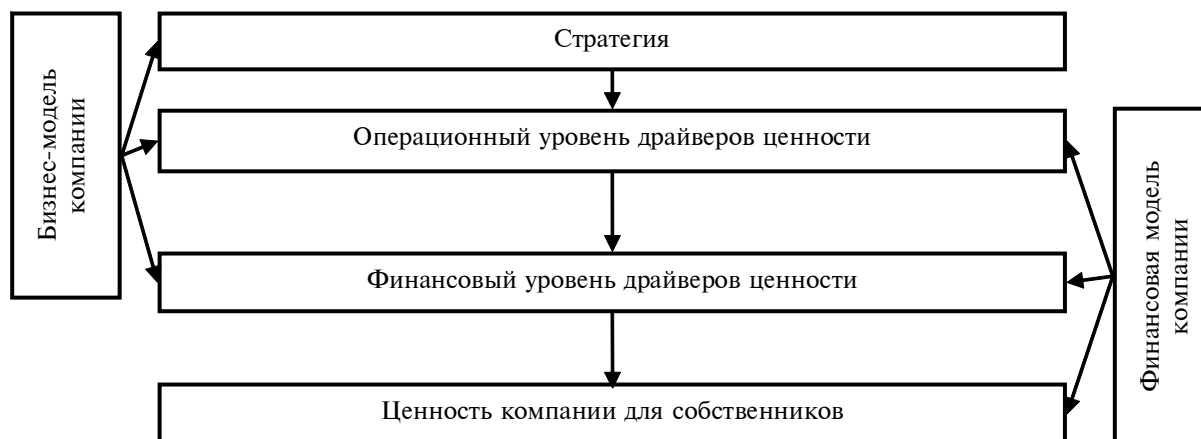 Бизнес-модель
компании
Стратегия
Операционный уровень драйверов ценности
Финансовый уровень драйверов ценности
Ценность компании для собственников
Финансовая модель
компании